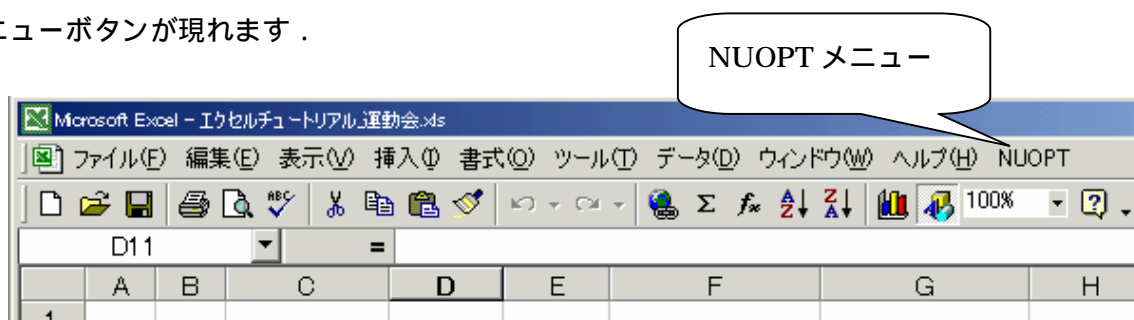 ニューボタンが現れます．
NUOPT メニュー
Microsoft Excel - エクセルチュートリアル_運動会.xls
ファイル(F) 編集(E) 表示(V) 挿入(I) 書式(O) ツール(T) データ(D) ウィンドウ(W) ヘルプ(H) NUOPT
ABC Σ fx A Z Z A 100% ?
D11 =
A B C D E F G H
1